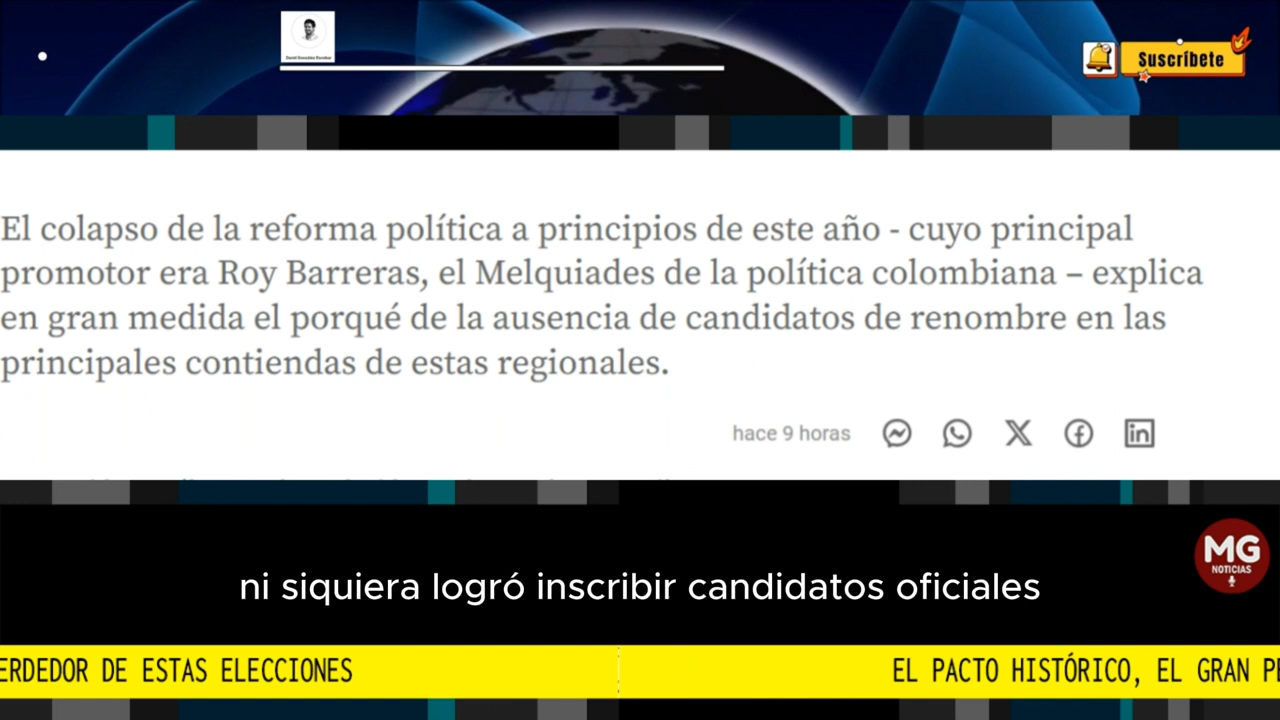 David González Escobar
Suscríbete
El colapso de la reforma política a principios de este año - cuyo principal
promotor era Roy Barreras, el Melquiades de la política colombiana – explica
en gran medida el porqué de la ausencia de candidatos de renombre en las
principales contiendas de estas regionales.
hace 9 horas
MG
NOTICIAS
ni siquiera logró inscribir candidatos oficiales
ERDEDOR DE ESTAS ELECCIONES
EL PACTO HISTÓRICO, EL GRAN PE